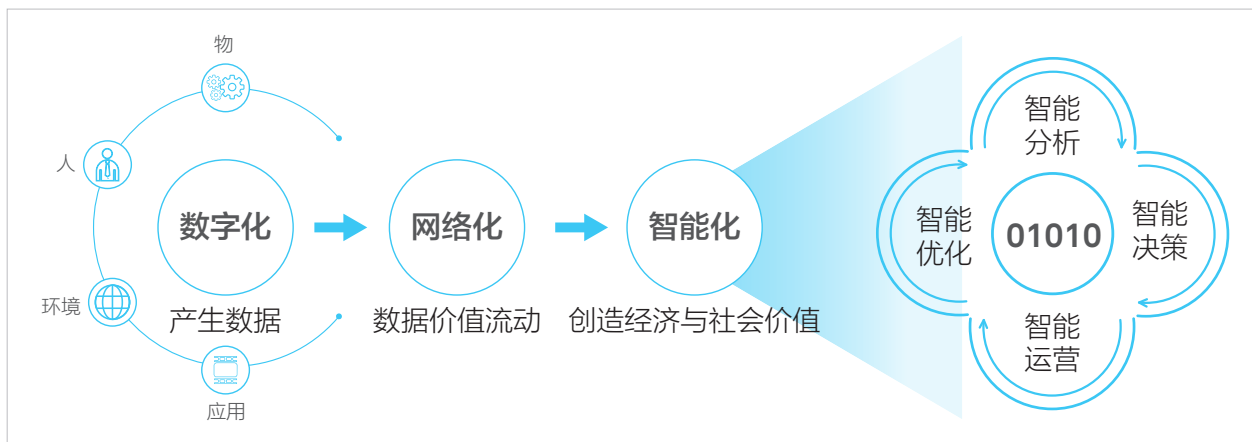 物
人
环境
应用
数字化
产生数据
网络化
数据价值流动
智能化
创造经济与社会价值
智能
分析
智能
优化
01010
智能
决策
智能
运营